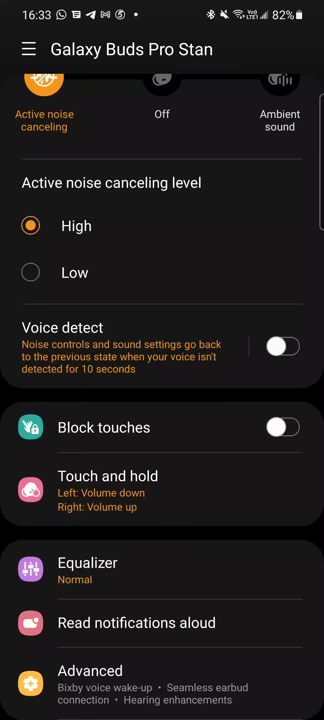 16:33 82%
Galaxy Buds Pro Stan
Active noise
canceling
Off
Ambient
sound
Active noise canceling level
High
Low
Voice detect
Noise controls and sound settings go back
to the previous state when your voice isn't
detected for 10 seconds
Block touches
Touch and hold
Left: Volume down
Right: Volume up
Equalizer
Normal
Read notifications aloud
Advanced
Bixby voice wake-up • Seamless earbud
connection • Hearing enhancements